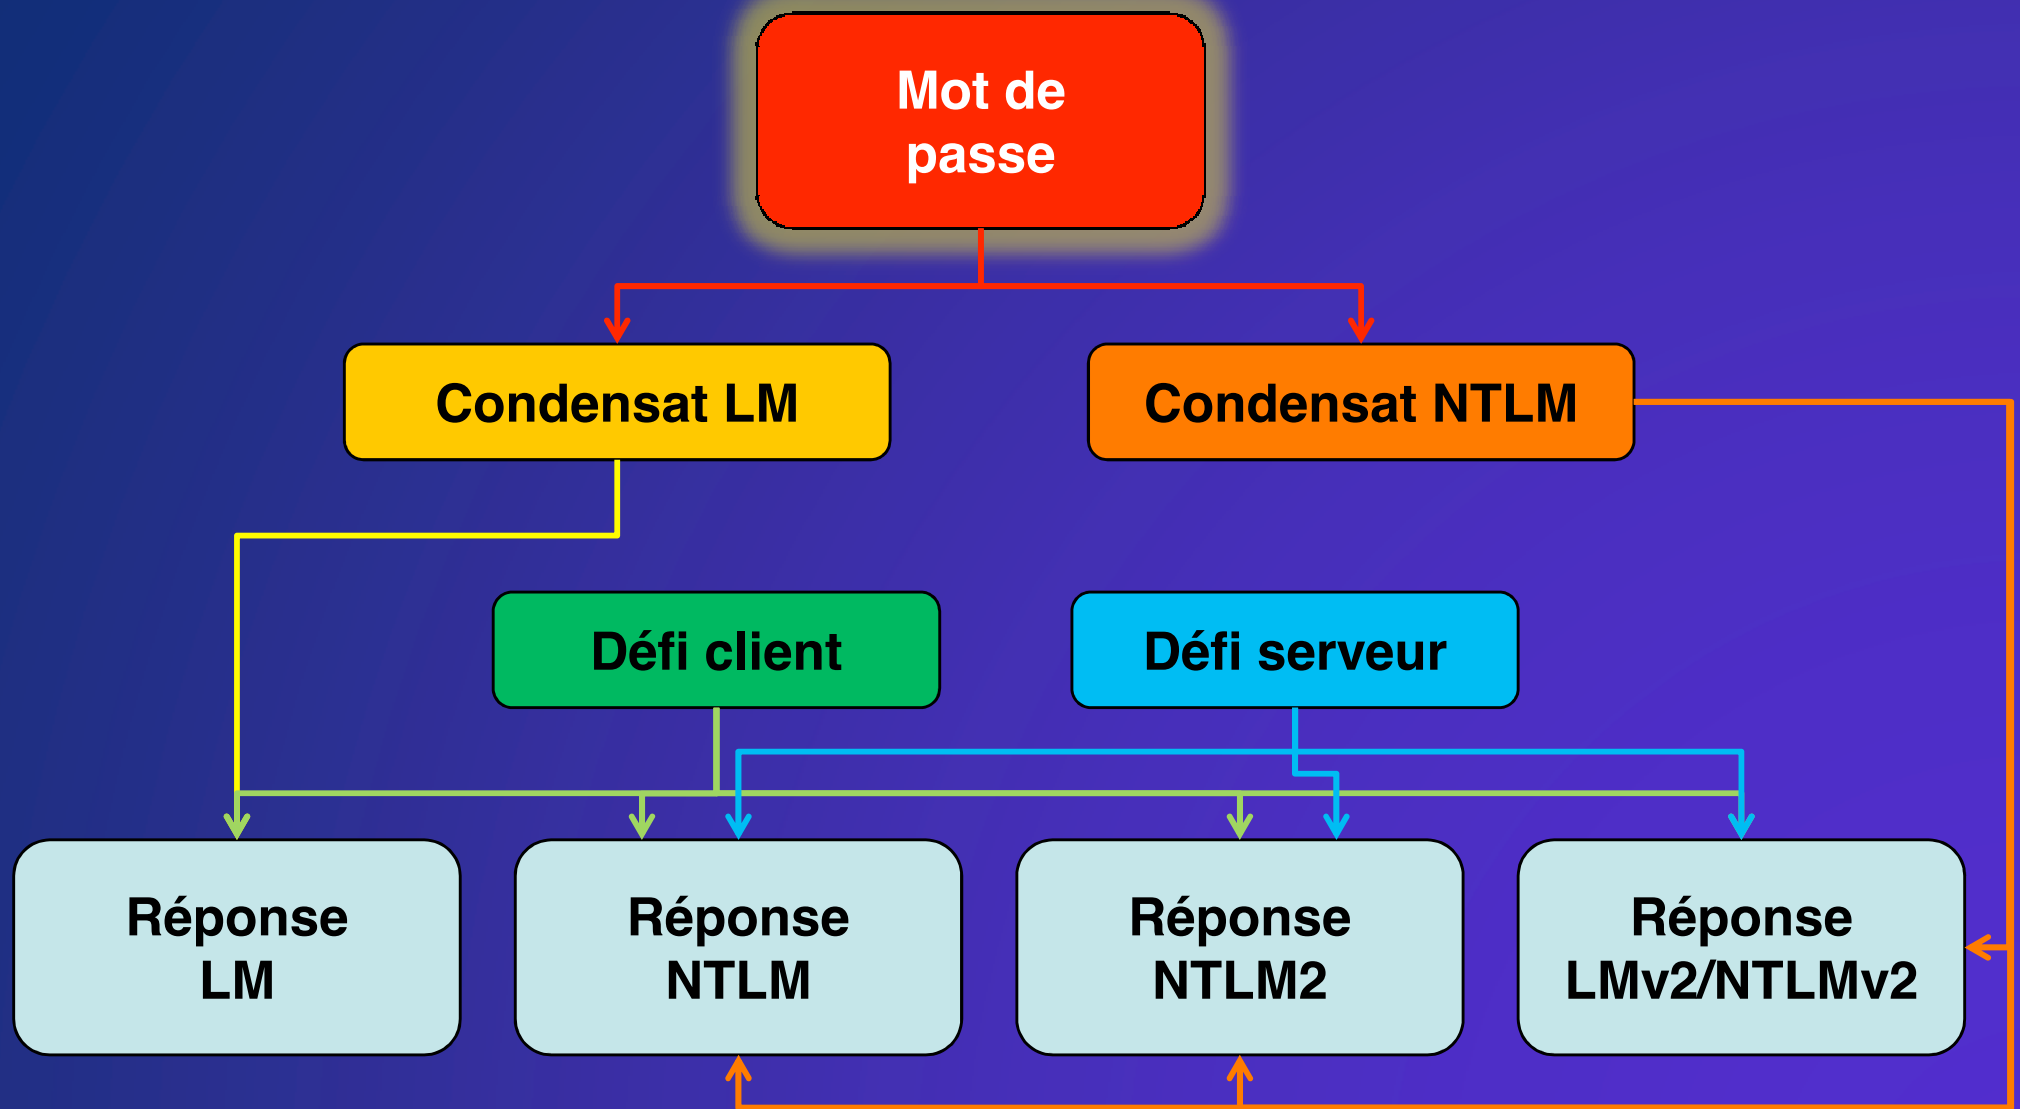 Mot de
passe
Condensat LM
Condensat NTLM
Défi client
Défi serveur
Réponse
LM
Réponse
NTLM
Réponse
NTLM2
Réponse
LMv2/NTLMv2